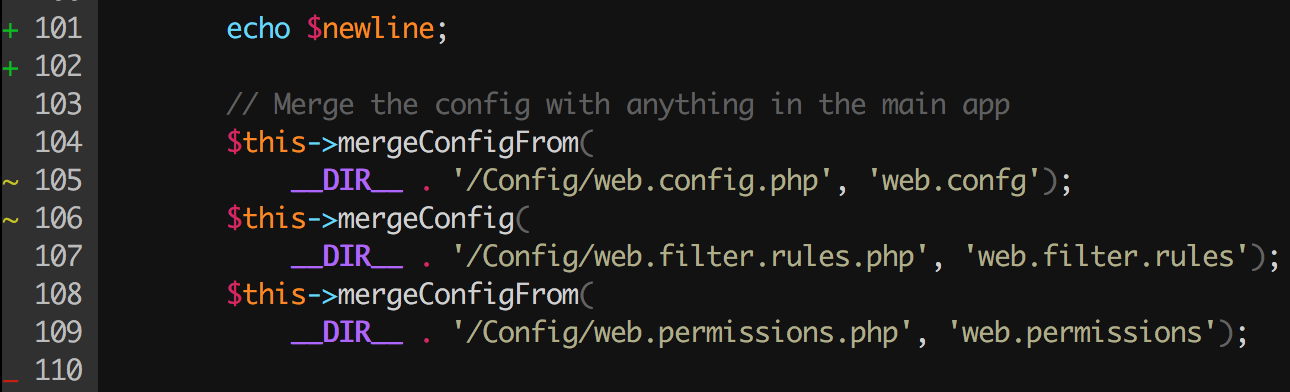 + 101 echo $newline;
+ 102
103 // Merge the config with anything in the main app
104 $this->mergeConfigFrom(
~ 105 __DIR__ . '/Config/web.config.php', 'web.confg');
~ 106 $this->mergeConfig(
107 __DIR__ . '/Config/web.filter.rules.php', 'web.filter.rules');
108 $this->mergeConfigFrom(
109 __DIR__ . '/Config/web.permissions.php', 'web.permissions');
_ 110